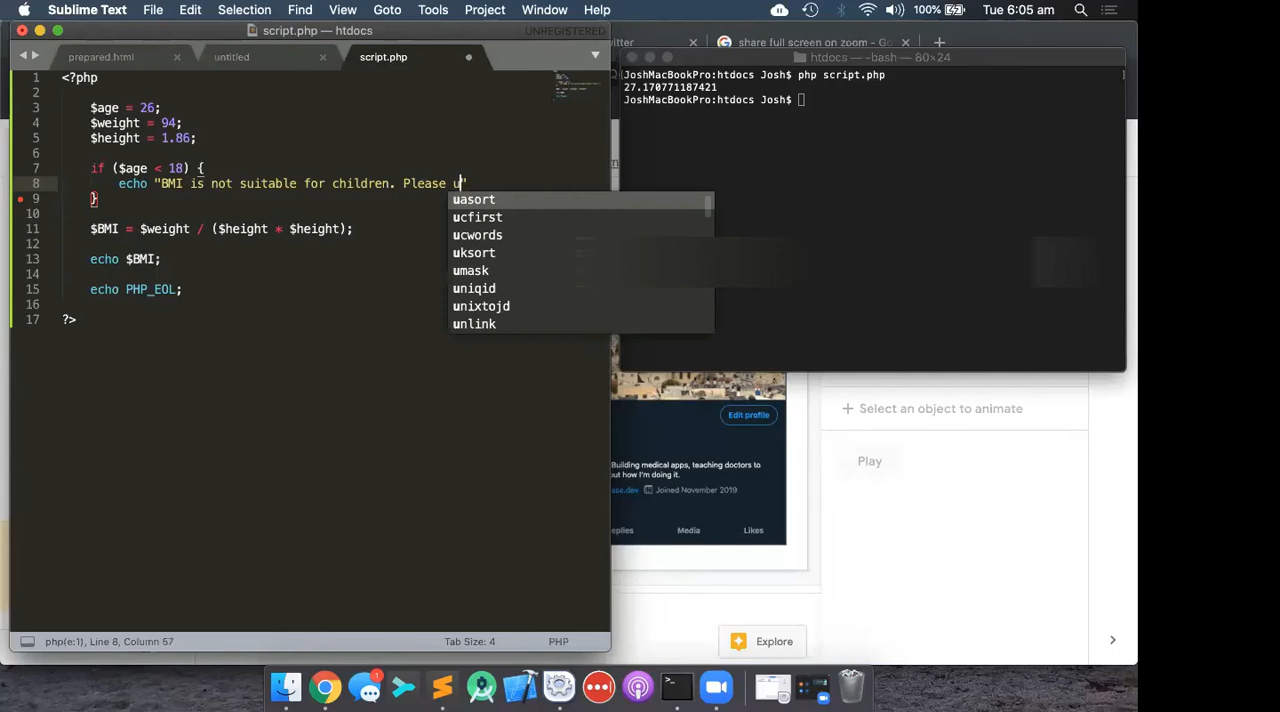 Sublime Text File Edit Selection Find View Goto Tools Project Window Help 100% Tue 6:05 am
script.php — htdocs UNREGISTERED
prepared.html untitled script.php
1 <?php
2
3 $age = 26;
4 $weight = 94;
5 $height = 1.86;
6
7 if ($age < 18) {
8 echo "BMI is not suitable for children. Please u"
9 }
10
11 $BMI = $weight / ($height * $height);
12
13 echo $BMI;
14
15 echo PHP_EOL;
16
17 ?>
uasort
ucfirst
ucwords
uksort
umask
uniqid
unixtojd
unlink
php(e:1), Line 8, Column 57 Tab Size: 4 PHP
itter share full screen on zoom - Go
htdocs — -bash — 80×24
JoshMacBookPro:htdocs Josh$ php script.php
27.170771187421
JoshMacBookPro:htdocs Josh$
Edit profile
Building medical apps, teaching doctors to
out how I'm doing it.
ase.dev Joined November 2019
eplies Media Likes
+ Select an object to animate
Play
Explore
1